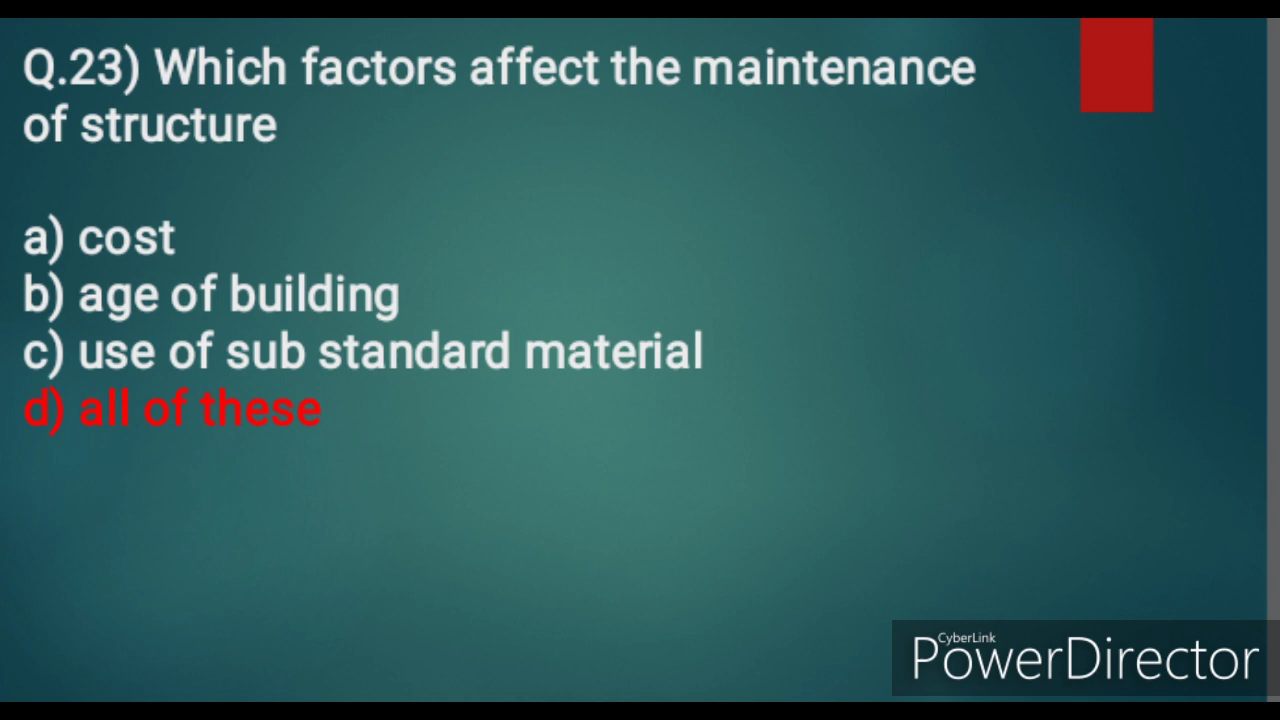 Q.23) Which factors affect the maintenance
of structure
a) cost
b) age of building
c) use of sub standard material
d) all of these
CyberLink
PowerDirector